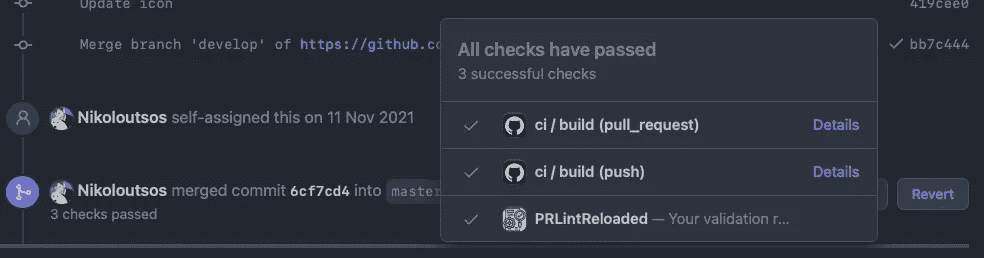 Update icon
419cee0
Merge branch 'develop' of https://github.co
bb7c444
All checks have passed
3 successful checks
Nikoloutsos self-assigned this on 11 Nov 2021
ci / build (pull_request)
Details
ci / build (push)
Details
Nikoloutsos merged commit 6cf7cd4 into master
Revert
3 checks passed
PRLintReloaded — Your validation r...